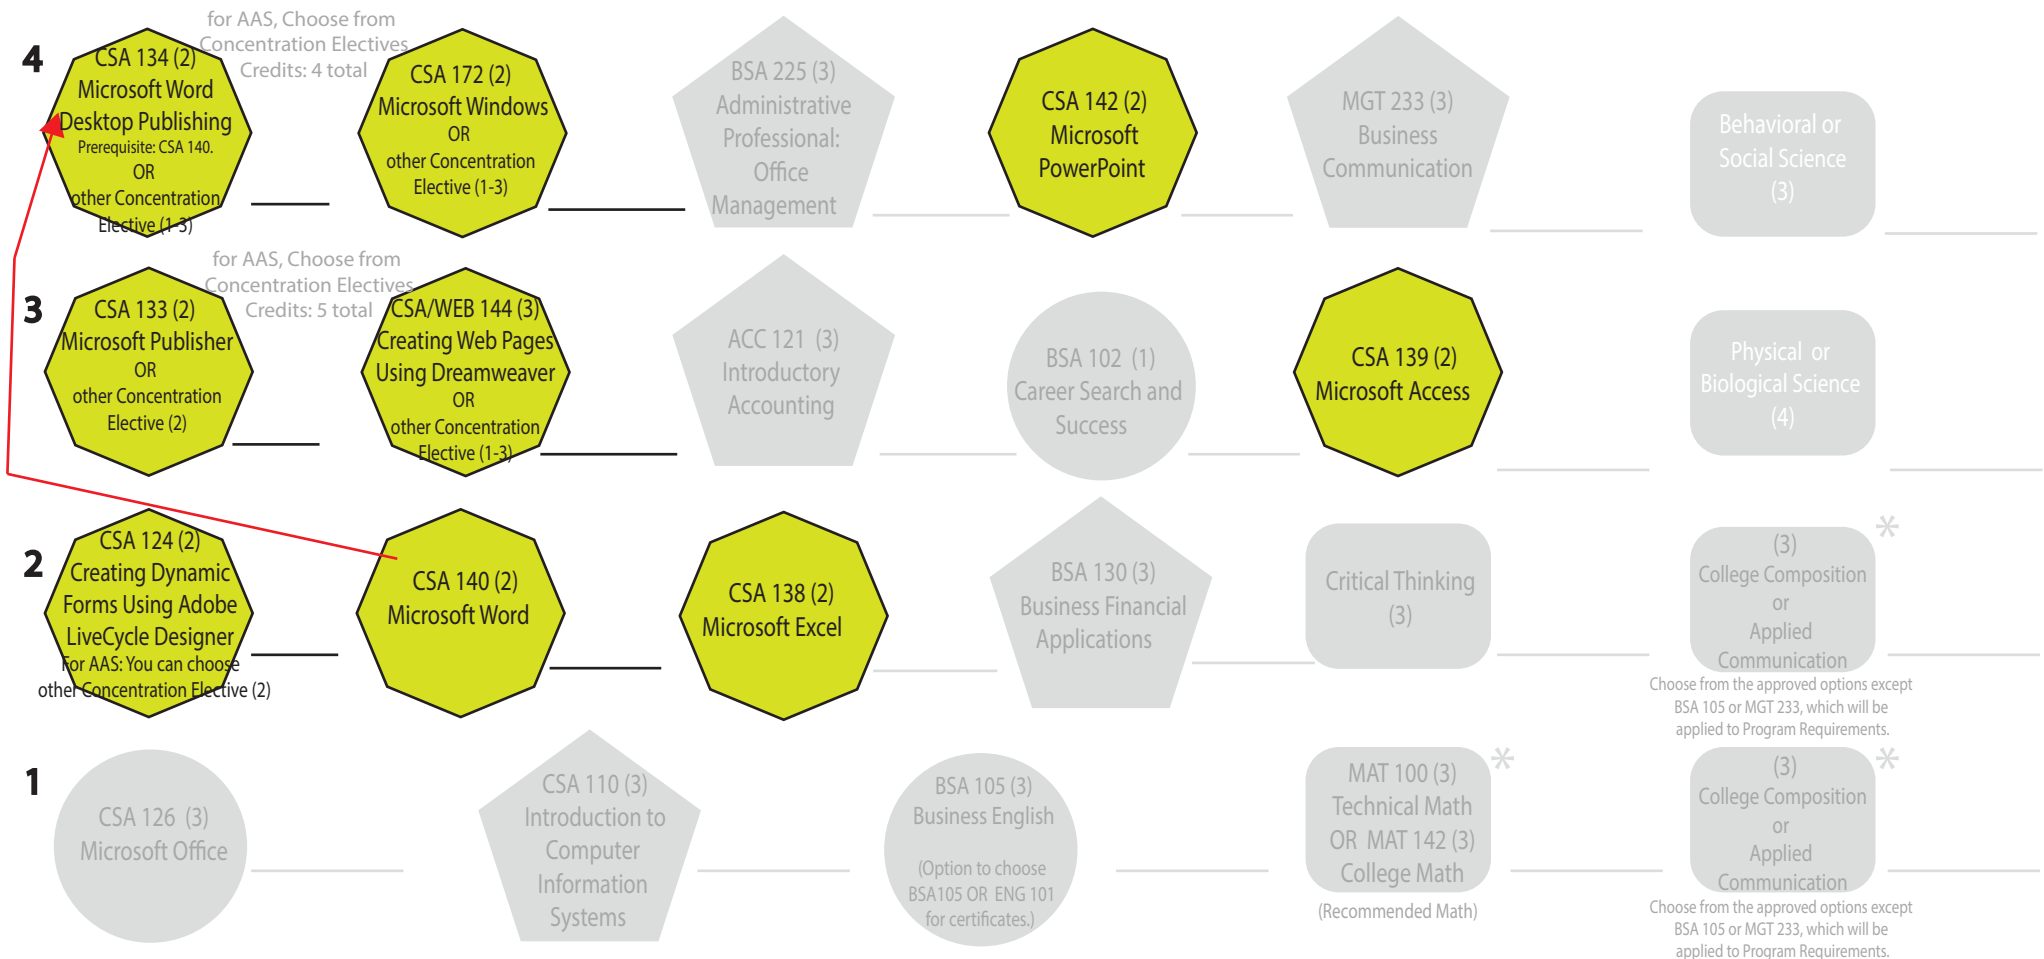 4
for AAS, Choose from
Concentration Electives
Credits: 4 total
CSA 134 (2)
Microsoft Word
Desktop Publishing
Prerequisite: CSA 140.
OR
other Concentration
Elective (1-3)
CSA 172 (2)
Microsoft Windows
OR
other Concentration
Elective (1-3)
BSA 225 (3)
Administrative
Professional:
Office
Management
CSA 142 (2)
Microsoft
PowerPoint
MGT 233 (3)
Business
Communication
Behavioral or
Social Science
(3)
3
for AAS, Choose from
Concentration Electives
Credits: 5 total
CSA 133 (2)
Microsoft Publisher
OR
other Concentration
Elective (2)
CSA/WEB 144 (3)
Creating Web Pages
Using Dreamweaver
OR
other Concentration
Elective (1-3)
ACC 121 (3)
Introductory
Accounting
BSA 102 (1)
Career Search and
Success
CSA 139 (2)
Microsoft Access
Physical or
Biological Science
(4)
2
CSA 124 (2)
Creating Dynamic
Forms Using Adobe
LiveCycle Designer
For AAS: You can choose
other Concentration Elective (2)
CSA 140 (2)
Microsoft Word
CSA 138 (2)
Microsoft Excel
BSA 130 (3)
Business Financial
Applications
Critical Thinking
(3)
*
(3)
College Composition
or
Applied
Communication
Choose from the approved options except
BSA 105 or MGT 233, which will be
applied to Program Requirements.
1
CSA 126 (3)
Microsoft Office
CSA 110 (3)
Introduction to
Computer
Information
Systems
BSA 105 (3)
Business English
(Option to choose
BSA105 OR ENG 101
for certificates.)
*
MAT 100 (3)
Technical Math
OR MAT 142 (3)
College Math
(Recommended Math)
*
(3)
College Composition
or
Applied
Communication
Choose from the approved options except
BSA 105 or MGT 233, which will be
applied to Program Requirements.